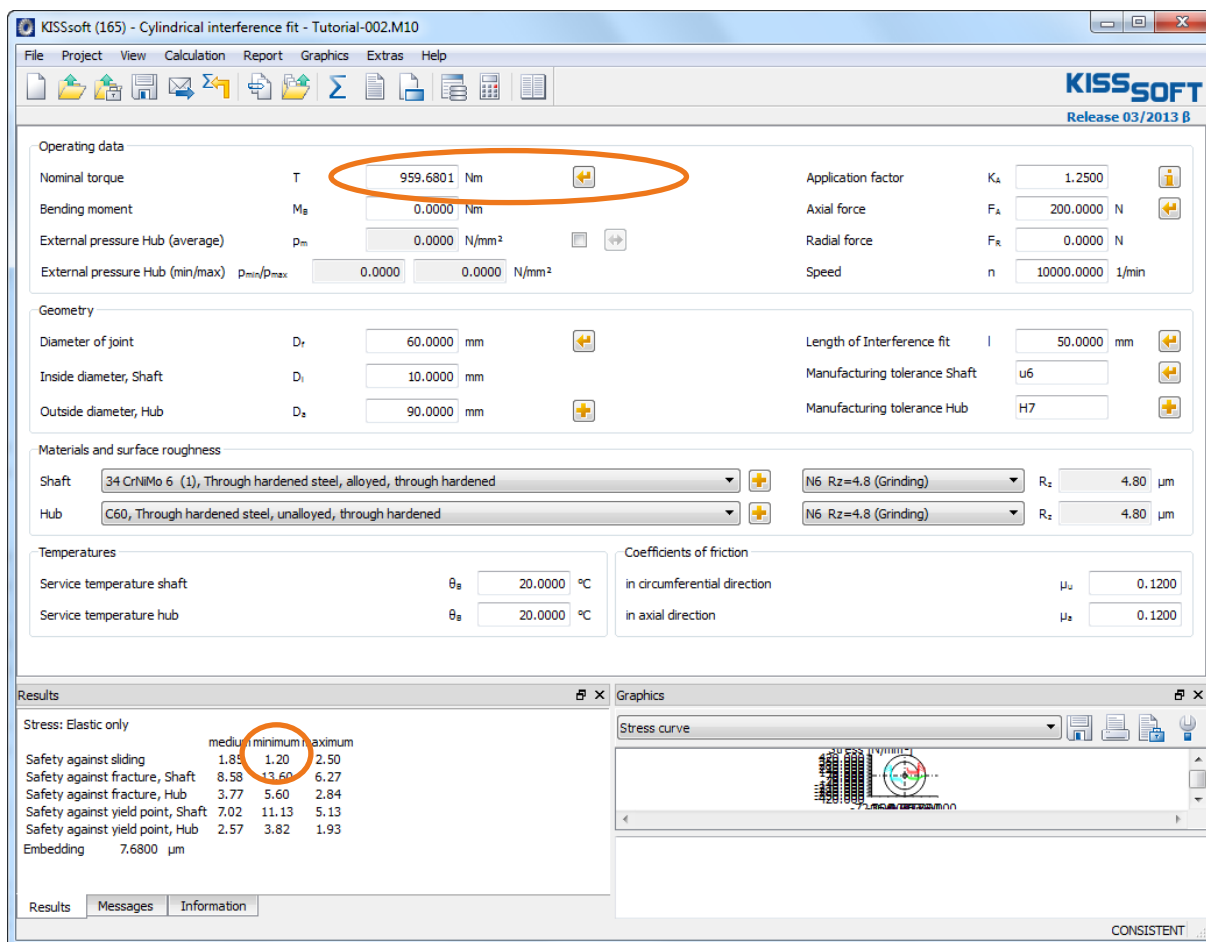 KISSsoft (165) - Cylindrical interference fit - Tutorial-002.M10
File Project View Calculation Report Graphics Extras Help
KISSSOFT
Release 03/2013 β
Operating data
Nominal torque T 959.6801 Nm Application factor KA 1.2500
Bending moment MB 0.0000 Nm Axial force FA 200.0000 N
External pressure Hub (average) pm 0.0000 N/mm² Radial force FR 0.0000 N
External pressure Hub (min/max) pmin/pmax 0.0000 0.0000 N/mm² Speed n 10000.0000 1/min
Geometry
Diameter of joint Df 60.0000 mm Length of Interference fit l 50.0000 mm
Inside diameter, Shaft Di 10.0000 mm Manufacturing tolerance Shaft u6
Outside diameter, Hub Da 90.0000 mm Manufacturing tolerance Hub H7
Materials and surface roughness
Shaft 34 CrNiMo 6 (1), Through hardened steel, alloyed, through hardened N6 Rz=4.8 (Grinding) Rz 4.80 µm
Hub C60, Through hardened steel, unalloyed, through hardened N6 Rz=4.8 (Grinding) Rz 4.80 µm
Temperatures Coefficients of friction
Service temperature shaft θB 20.0000 °C in circumferential direction µu 0.1200
Service temperature hub θB 20.0000 °C in axial direction µa 0.1200
Results Graphics
Stress: Elastic only Stress curve
medium minimum maximum
Safety against sliding 1.85 1.20 2.50
Safety against fracture, Shaft 8.58 13.60 6.27
Safety against fracture, Hub 3.77 5.60 2.84
Safety against yield point, Shaft 7.02 11.13 5.13
Safety against yield point, Hub 2.57 3.82 1.93
Embedding 7.6800 µm
Results Messages Information
CONSISTENT